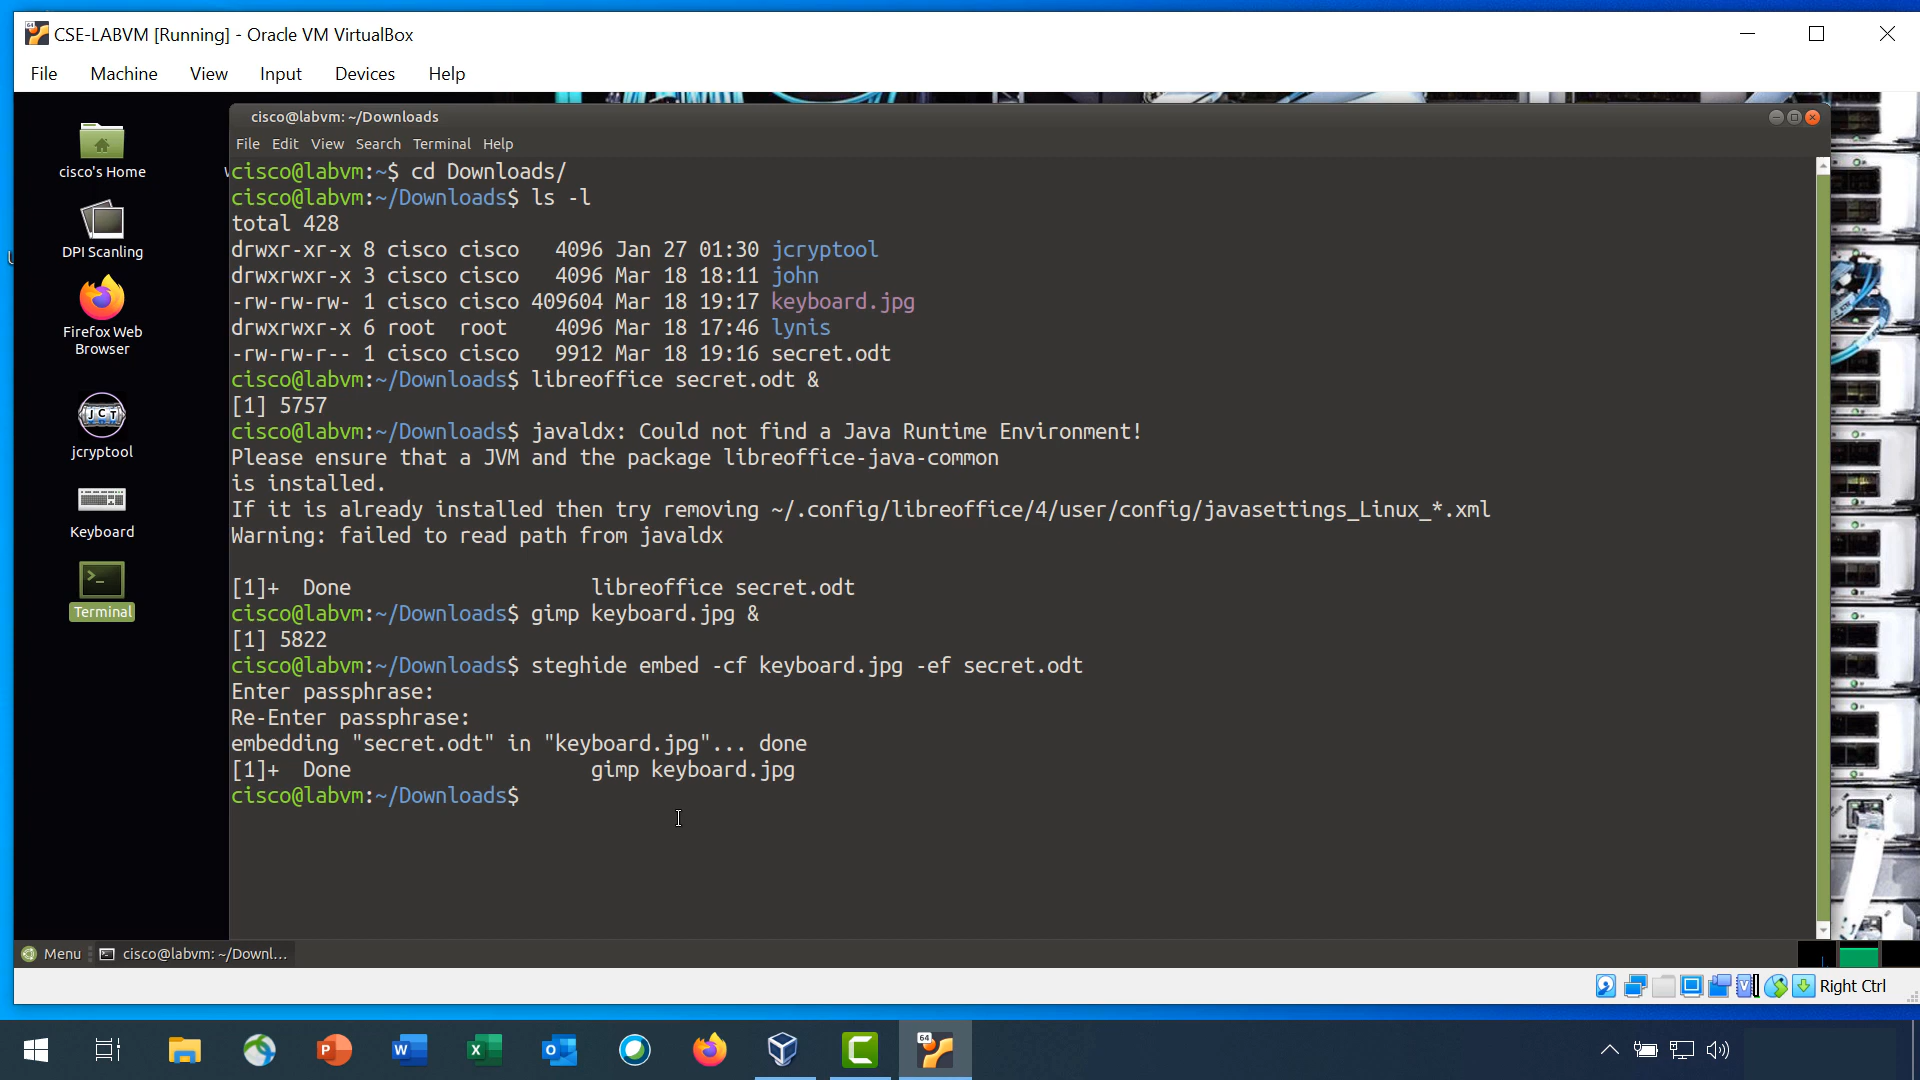 CSE-LABVM [Running] - Oracle VM VirtualBox
File Machine View Input Devices Help
cisco@labvm: ~/Downloads
File Edit View Search Terminal Help
cisco's Home
DPI Scanling
Firefox Web
Browser
jcryptool
Keyboard
Terminal
cisco@labvm:~$ cd Downloads/
cisco@labvm:~/Downloads$ ls -l
total 428
drwxr-xr-x 8 cisco cisco   4096 Jan 27 01:30 jcryptool
drwxrwxr-x 3 cisco cisco   4096 Mar 18 18:11 john
-rw-rw-rw- 1 cisco cisco 409604 Mar 18 19:17 keyboard.jpg
drwxrwxr-x 6 root  root    4096 Mar 18 17:46 lynis
-rw-rw-r-- 1 cisco cisco   9912 Mar 18 19:16 secret.odt
cisco@labvm:~/Downloads$ libreoffice secret.odt &
[1] 5757
cisco@labvm:~/Downloads$ javaldx: Could not find a Java Runtime Environment!
Please ensure that a JVM and the package libreoffice-java-common
is installed.
If it is already installed then try removing ~/.config/libreoffice/4/user/config/javasettings_Linux_*.xml
Warning: failed to read path from javaldx
[1]+  Done                    libreoffice secret.odt
cisco@labvm:~/Downloads$ gimp keyboard.jpg &
[1] 5822
cisco@labvm:~/Downloads$ steghide embed -cf keyboard.jpg -ef secret.odt
Enter passphrase:
Re-Enter passphrase:
embedding "secret.odt" in "keyboard.jpg"... done
[1]+  Done                    gimp keyboard.jpg
cisco@labvm:~/Downloads$
Menu cisco@labvm: ~/Downl...
Right Ctrl